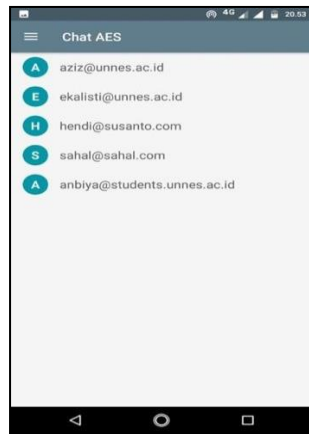 4G 20.53
Chat AES
A aziz@unnes.ac.id
E ekalisti@unnes.ac.id
H hendi@susanto.com
S sahal@sahal.com
A anbiya@students.unnes.ac.id